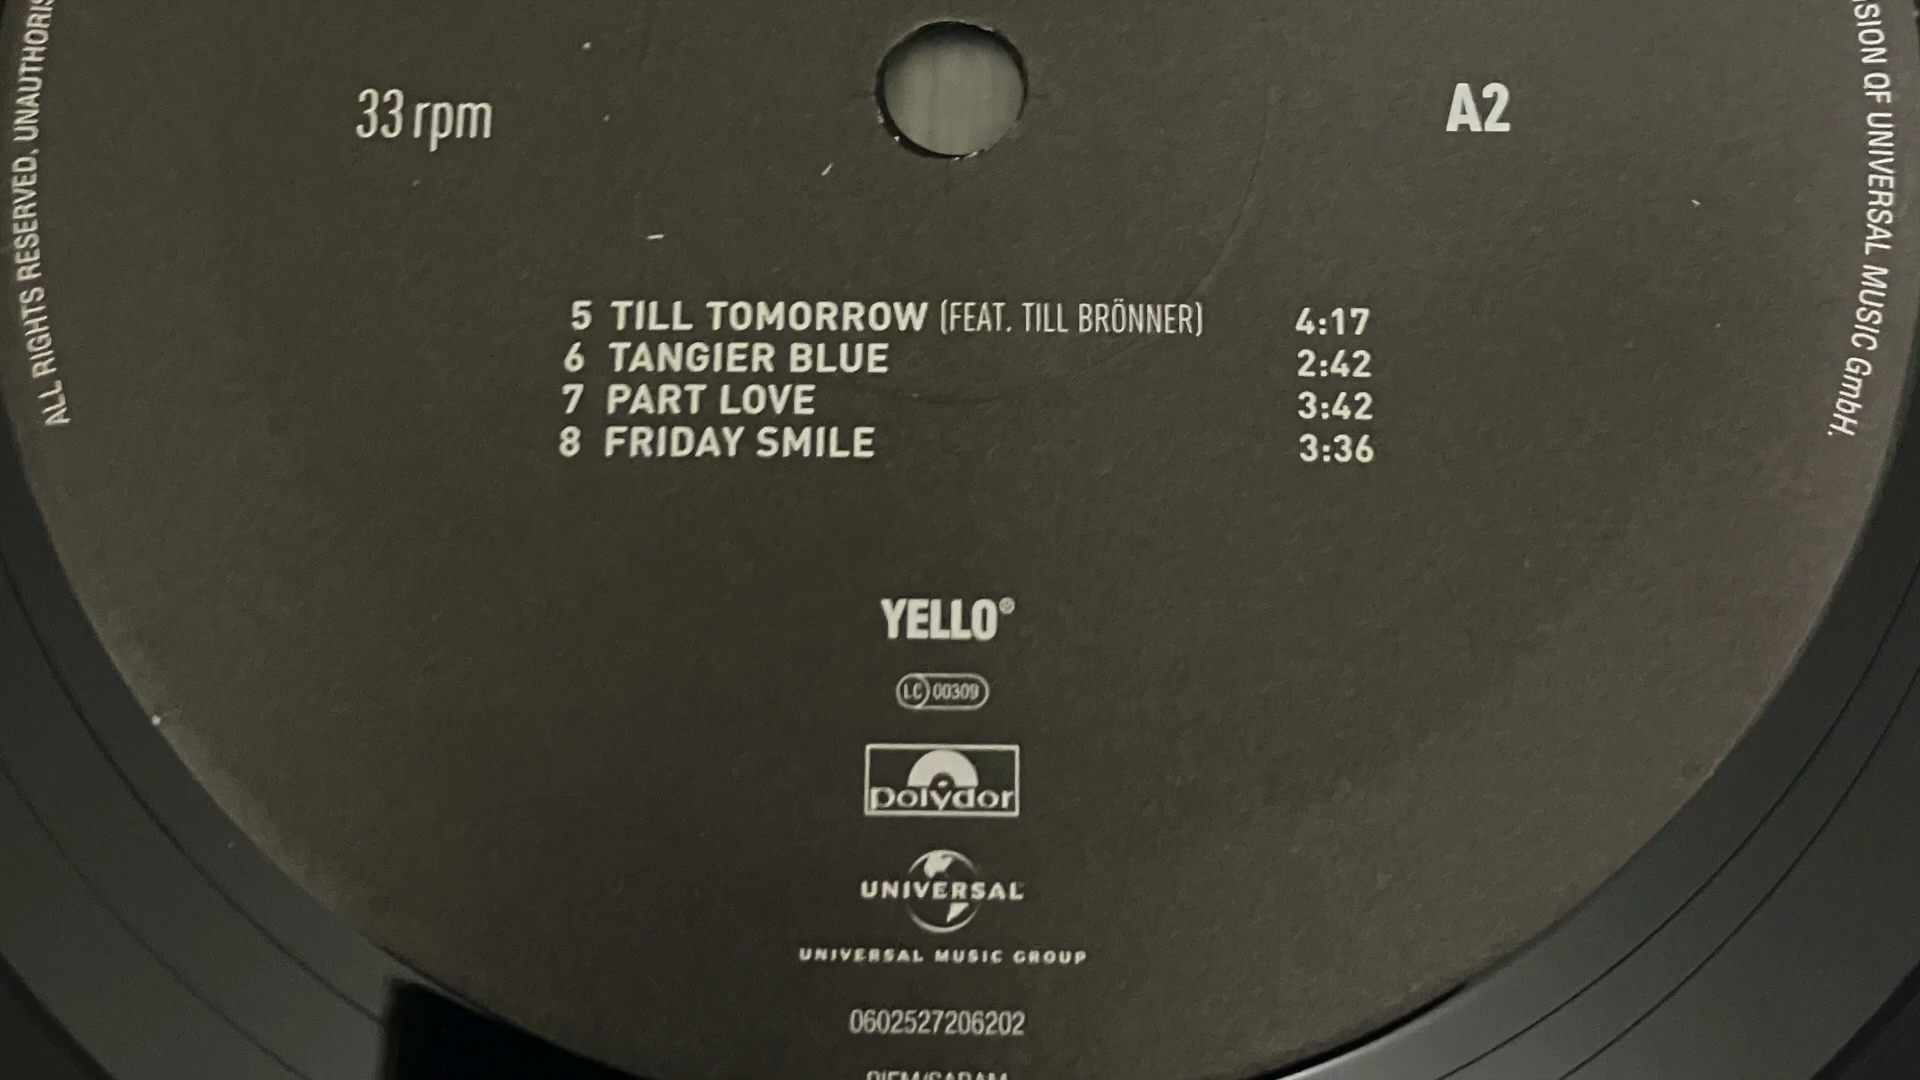 33 rpm
A2
5 TILL TOMORROW (FEAT. TILL BRÖNNER) 4:17
6 TANGIER BLUE 2:42
7 PART LOVE 3:42
8 FRIDAY SMILE 3:36
YELLO®
LC 00309
polydor
UNIVERSAL
UNIVERSAL MUSIC GROUP
0602527206202
ALL RIGHTS RESERVED.
OF UNIVERSAL MUSIC GmbH.